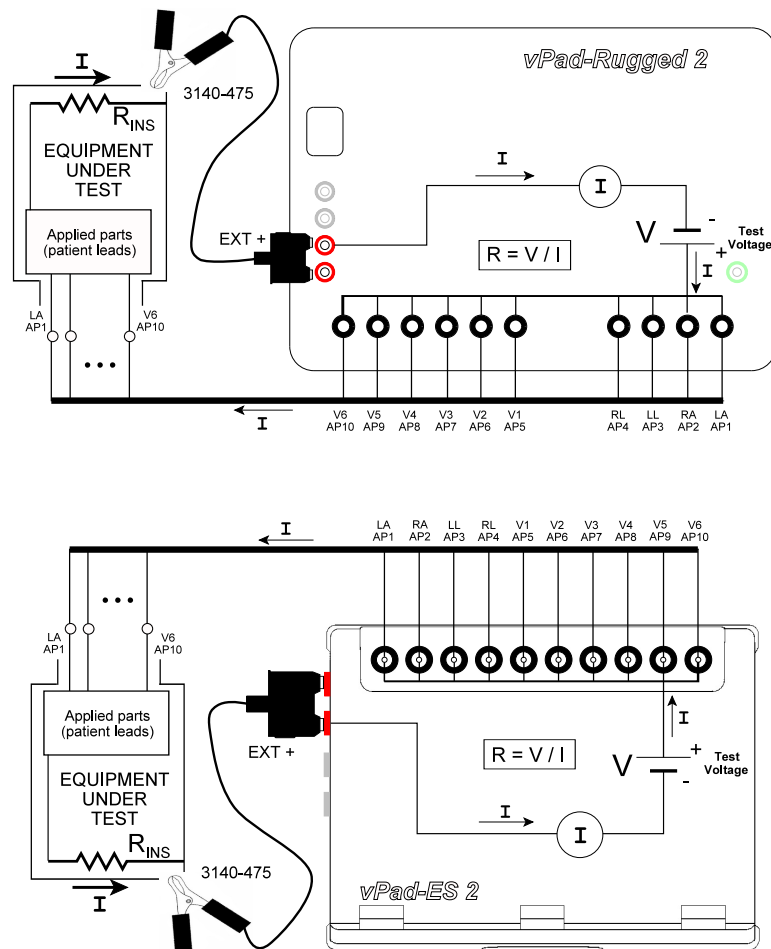 vPad-Rugged 2
I
3140-475
RINS
EQUIPMENT
UNDER
TEST
Applied parts
(patient leads)
LA
AP1
V6
AP10
•••
I
EXT +
I
I
R = V / I
V
-
+
Test
Voltage
I
V6
AP10
V5
AP9
V4
AP8
V3
AP7
V2
AP6
V1
AP5
RL
AP4
LL
AP3
RA
AP2
LA
AP1
I
LA
AP1
RA
AP2
LL
AP3
RL
AP4
V1
AP5
V2
AP6
V3
AP7
V4
AP8
V5
AP9
V6
AP10
•••
LA
AP1
V6
AP10
Applied parts
(patient leads)
EQUIPMENT
UNDER
TEST
RINS
I
EXT +
3140-475
R = V / I
I
V
+
-
Test
Voltage
I
I
vPad-ES 2